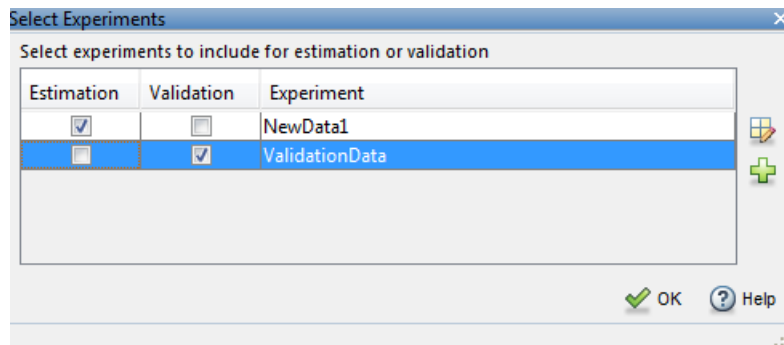 Select Experiments
Select experiments to include for estimation or validation
Estimation Validation Experiment
NewData1
ValidationData
OK Help